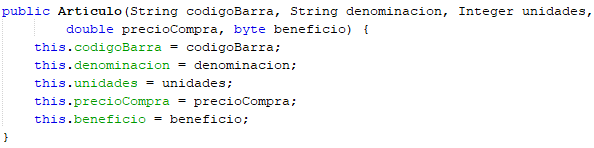 public Articulo(String codigoBarra, String denominacion, Integer unidades,
        double precioCompra, byte beneficio) {
    this.codigoBarra = codigoBarra;
    this.denominacion = denominacion;
    this.unidades = unidades;
    this.precioCompra = precioCompra;
    this.beneficio = beneficio;
}